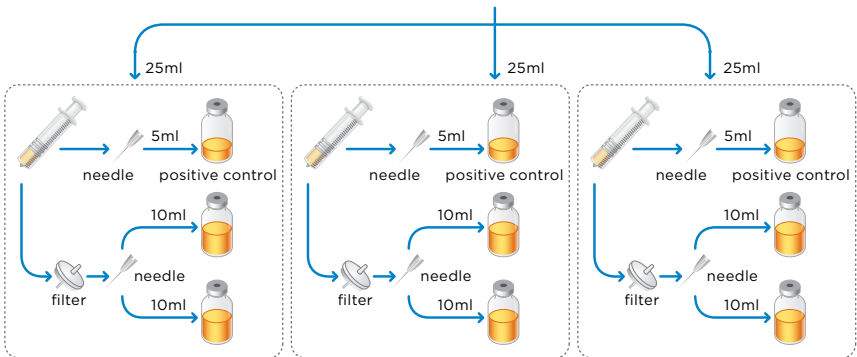 25ml 25ml 25ml
5ml 5ml 5ml
needle positive control needle positive control needle positive control
10ml 10ml 10ml
needle needle needle
filter filter filter
10ml 10ml 10ml